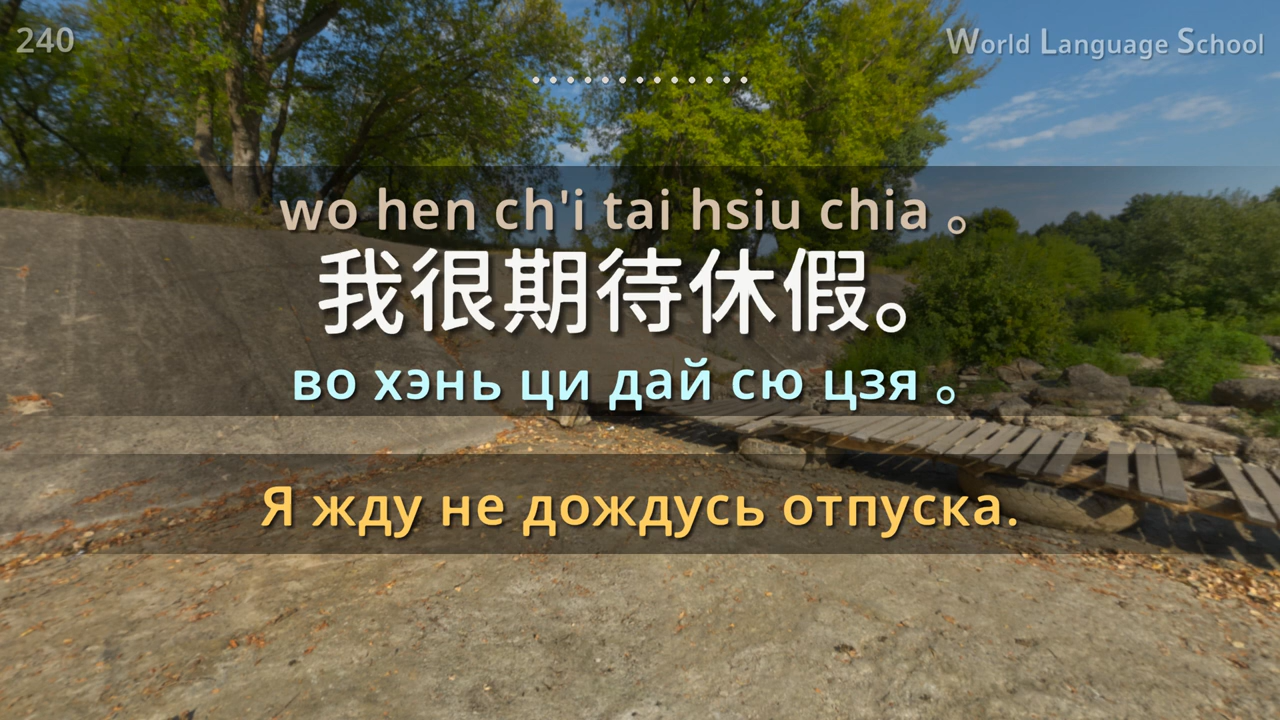 240
World Language School
wo hen ch'i tai hsiu chia 。
我很期待休假。
во хэнь ци дай сю цзя 。
Я жду не дождусь отпуска.